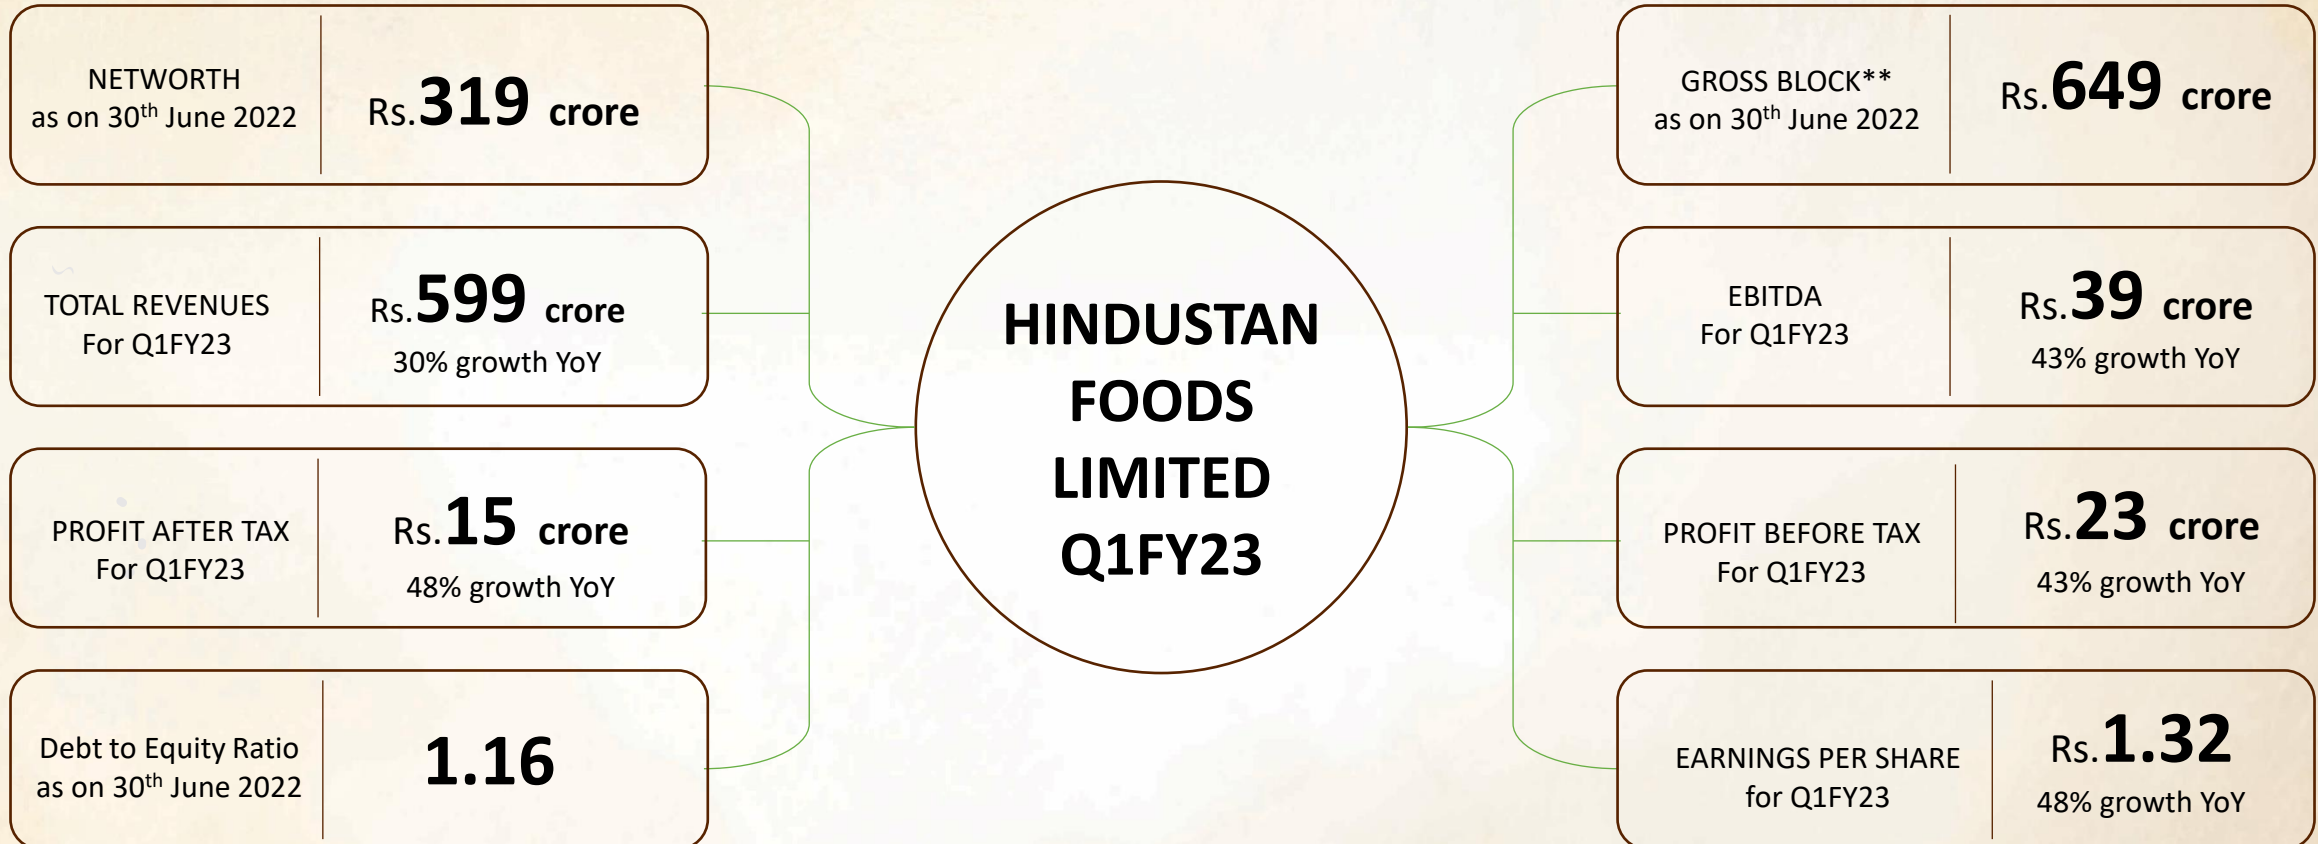 NETWORTH
as on 30th June 2022
Rs.319 crore
TOTAL REVENUES
For Q1FY23
Rs.599 crore
30% growth YoY
PROFIT AFTER TAX
For Q1FY23
Rs.15 crore
48% growth YoY
Debt to Equity Ratio
as on 30th June 2022
1.16
HINDUSTAN
FOODS
LIMITED
Q1FY23
GROSS BLOCK**
as on 30th June 2022
Rs.649 crore
EBITDA
For Q1FY23
Rs.39 crore
43% growth YoY
PROFIT BEFORE TAX
For Q1FY23
Rs.23 crore
43% growth YoY
EARNINGS PER SHARE
for Q1FY23
Rs.1.32
48% growth YoY